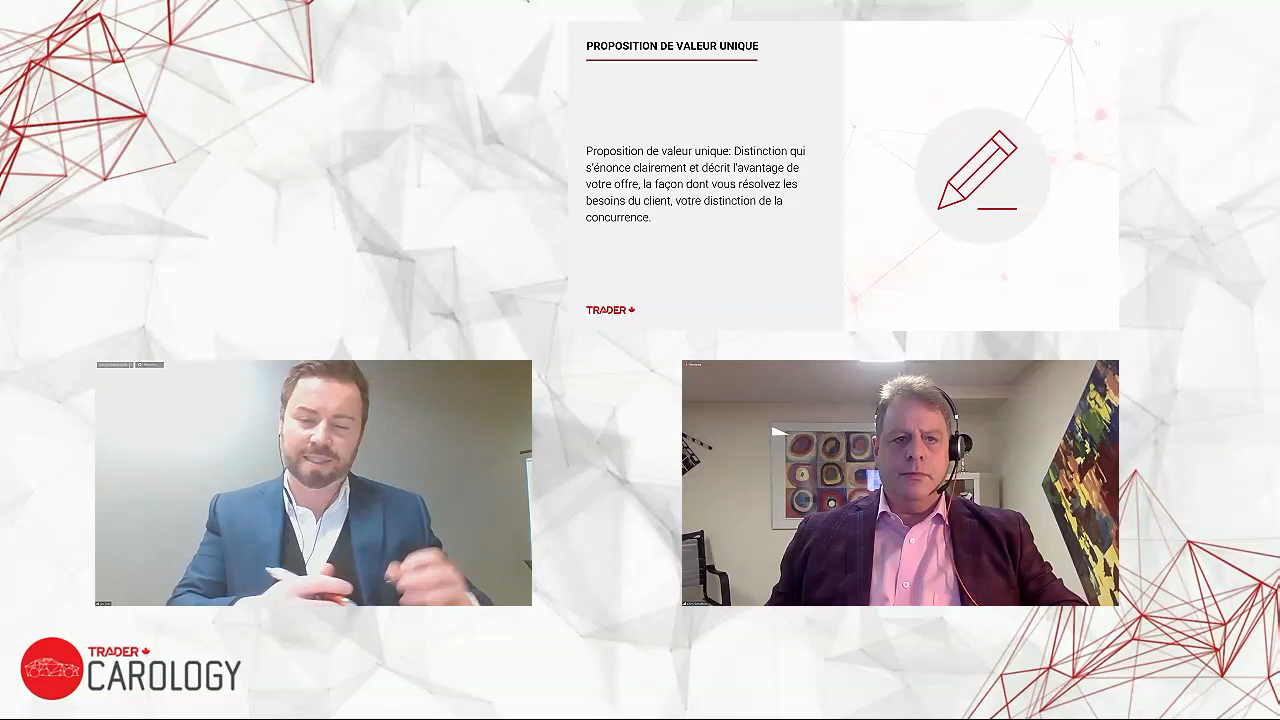 PROPOSITION DE VALEUR UNIQUE
51
Proposition de valeur unique: Distinction qui
s'énonce clairement et décrit l'avantage de
votre offre, la façon dont vous résolvez les
besoins du client, votre distinction de la
concurrence.
TRADER
TRADER
CAROLOGY